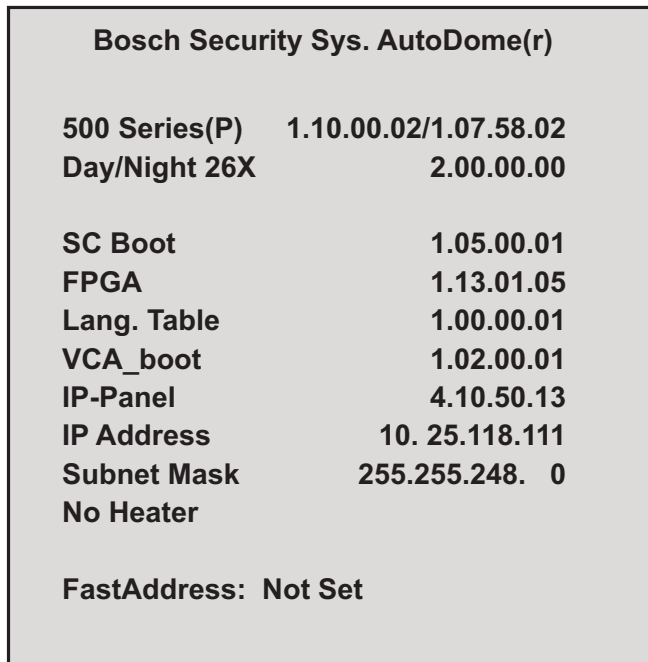 Bosch Security Sys. AutoDome(r)
500 Series(P) 1.10.00.02/1.07.58.02
Day/Night 26X 2.00.00.00
SC Boot 1.05.00.01
FPGA 1.13.01.05
Lang. Table 1.00.00.01
VCA_boot 1.02.00.01
IP-Panel 4.10.50.13
IP Address 10. 25.118.111
Subnet Mask 255.255.248. 0
No Heater
FastAddress: Not Set